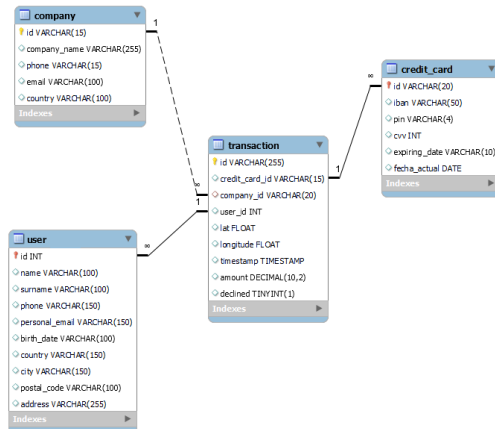 company
id VARCHAR(15)
company_name VARCHAR(255)
phone VARCHAR(15)
email VARCHAR(100)
country VARCHAR(100)
Indexes
1
∞
credit_card
id VARCHAR(20)
iban VARCHAR(50)
pin VARCHAR(4)
cvv INT
expiring_date VARCHAR(10)
fecha_actual DATE
Indexes
∞
1
transaction
id VARCHAR(255)
credit_card_id VARCHAR(15)
company_id VARCHAR(20)
user_id INT
lat FLOAT
longitude FLOAT
timestamp TIMESTAMP
amount DECIMAL(10,2)
declined TINYINT(1)
Indexes
1
∞
user
id INT
name VARCHAR(100)
surname VARCHAR(100)
phone VARCHAR(150)
personal_email VARCHAR(150)
birth_date VARCHAR(100)
country VARCHAR(150)
city VARCHAR(150)
postal_code VARCHAR(100)
address VARCHAR(255)
Indexes